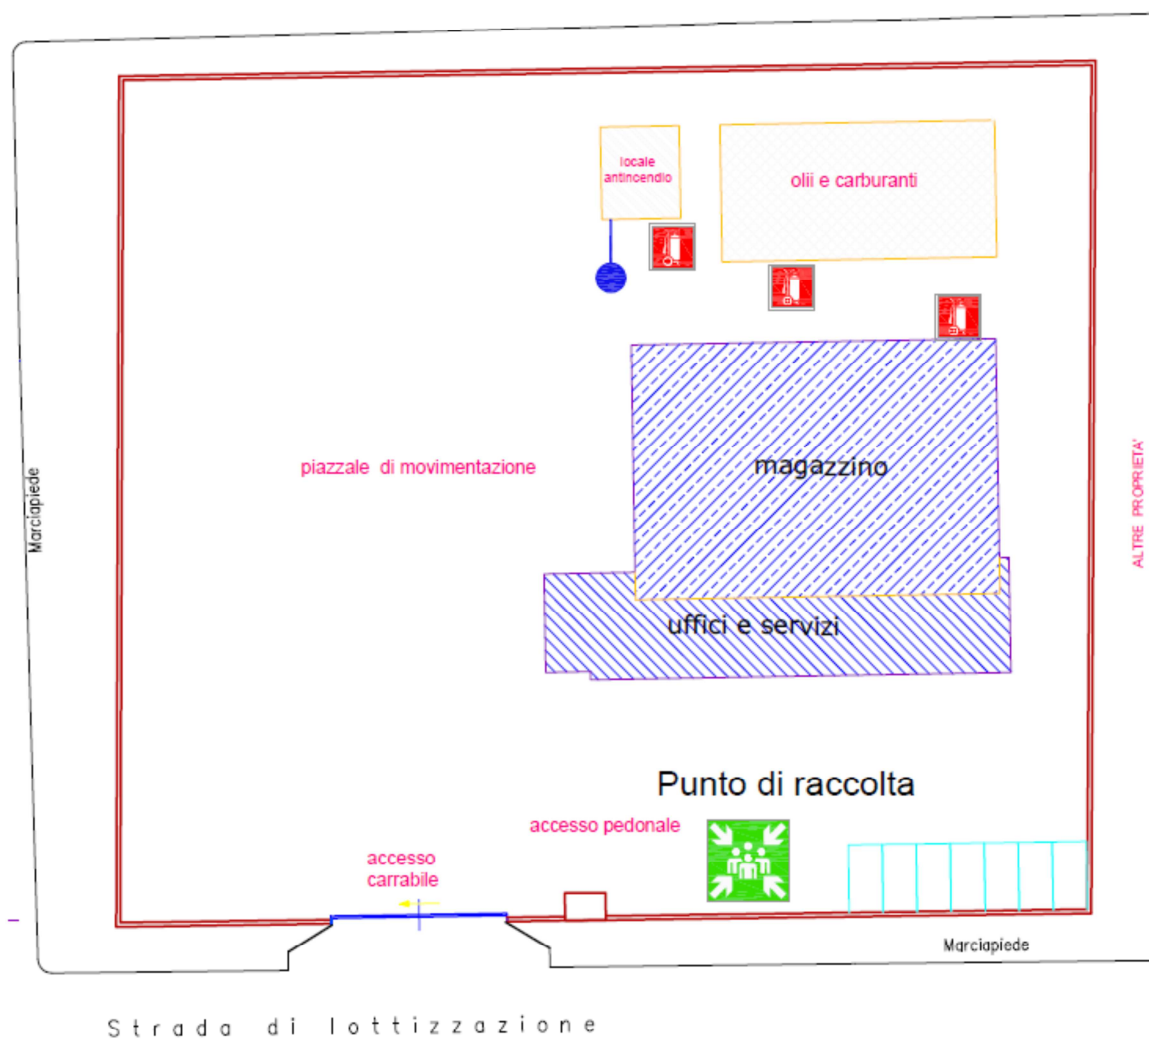 locale
antincendio
olii e carburanti
piazzale di movimentazione
magazzino
Marciapiede
ALTRE PROPRIETA'
uffici e servizi
Punto di raccolta
accesso pedonale
accesso
carrabile
Marciapiede
Strada di lottizzazione